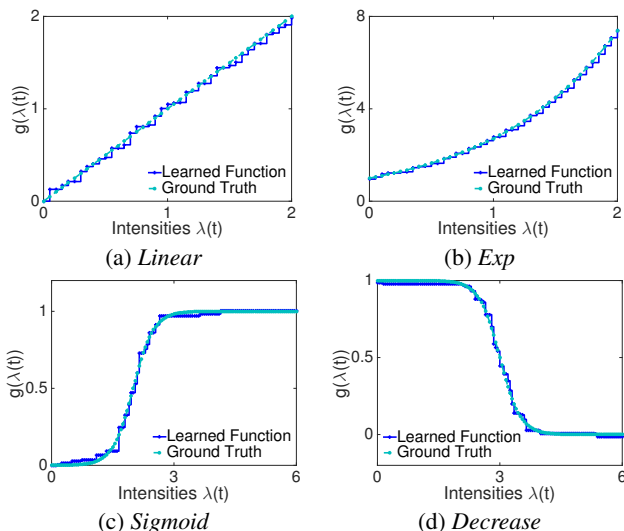 2
1
0
0
1
2
g(λ(t))
Learned Function
Ground Truth
Intensities λ(t)
(a) Linear
8
4
0
0
1
2
g(λ(t))
Learned Function
Ground Truth
Intensities λ(t)
(b) Exp
1
0.5
0
0
3
6
g(λ(t))
Learned Function
Ground Truth
Intensities λ(t)
(c) Sigmoid
1
0.5
0
0
3
6
g(λ(t))
Learned Function
Ground Truth
Intensities λ(t)
(d) Decrease